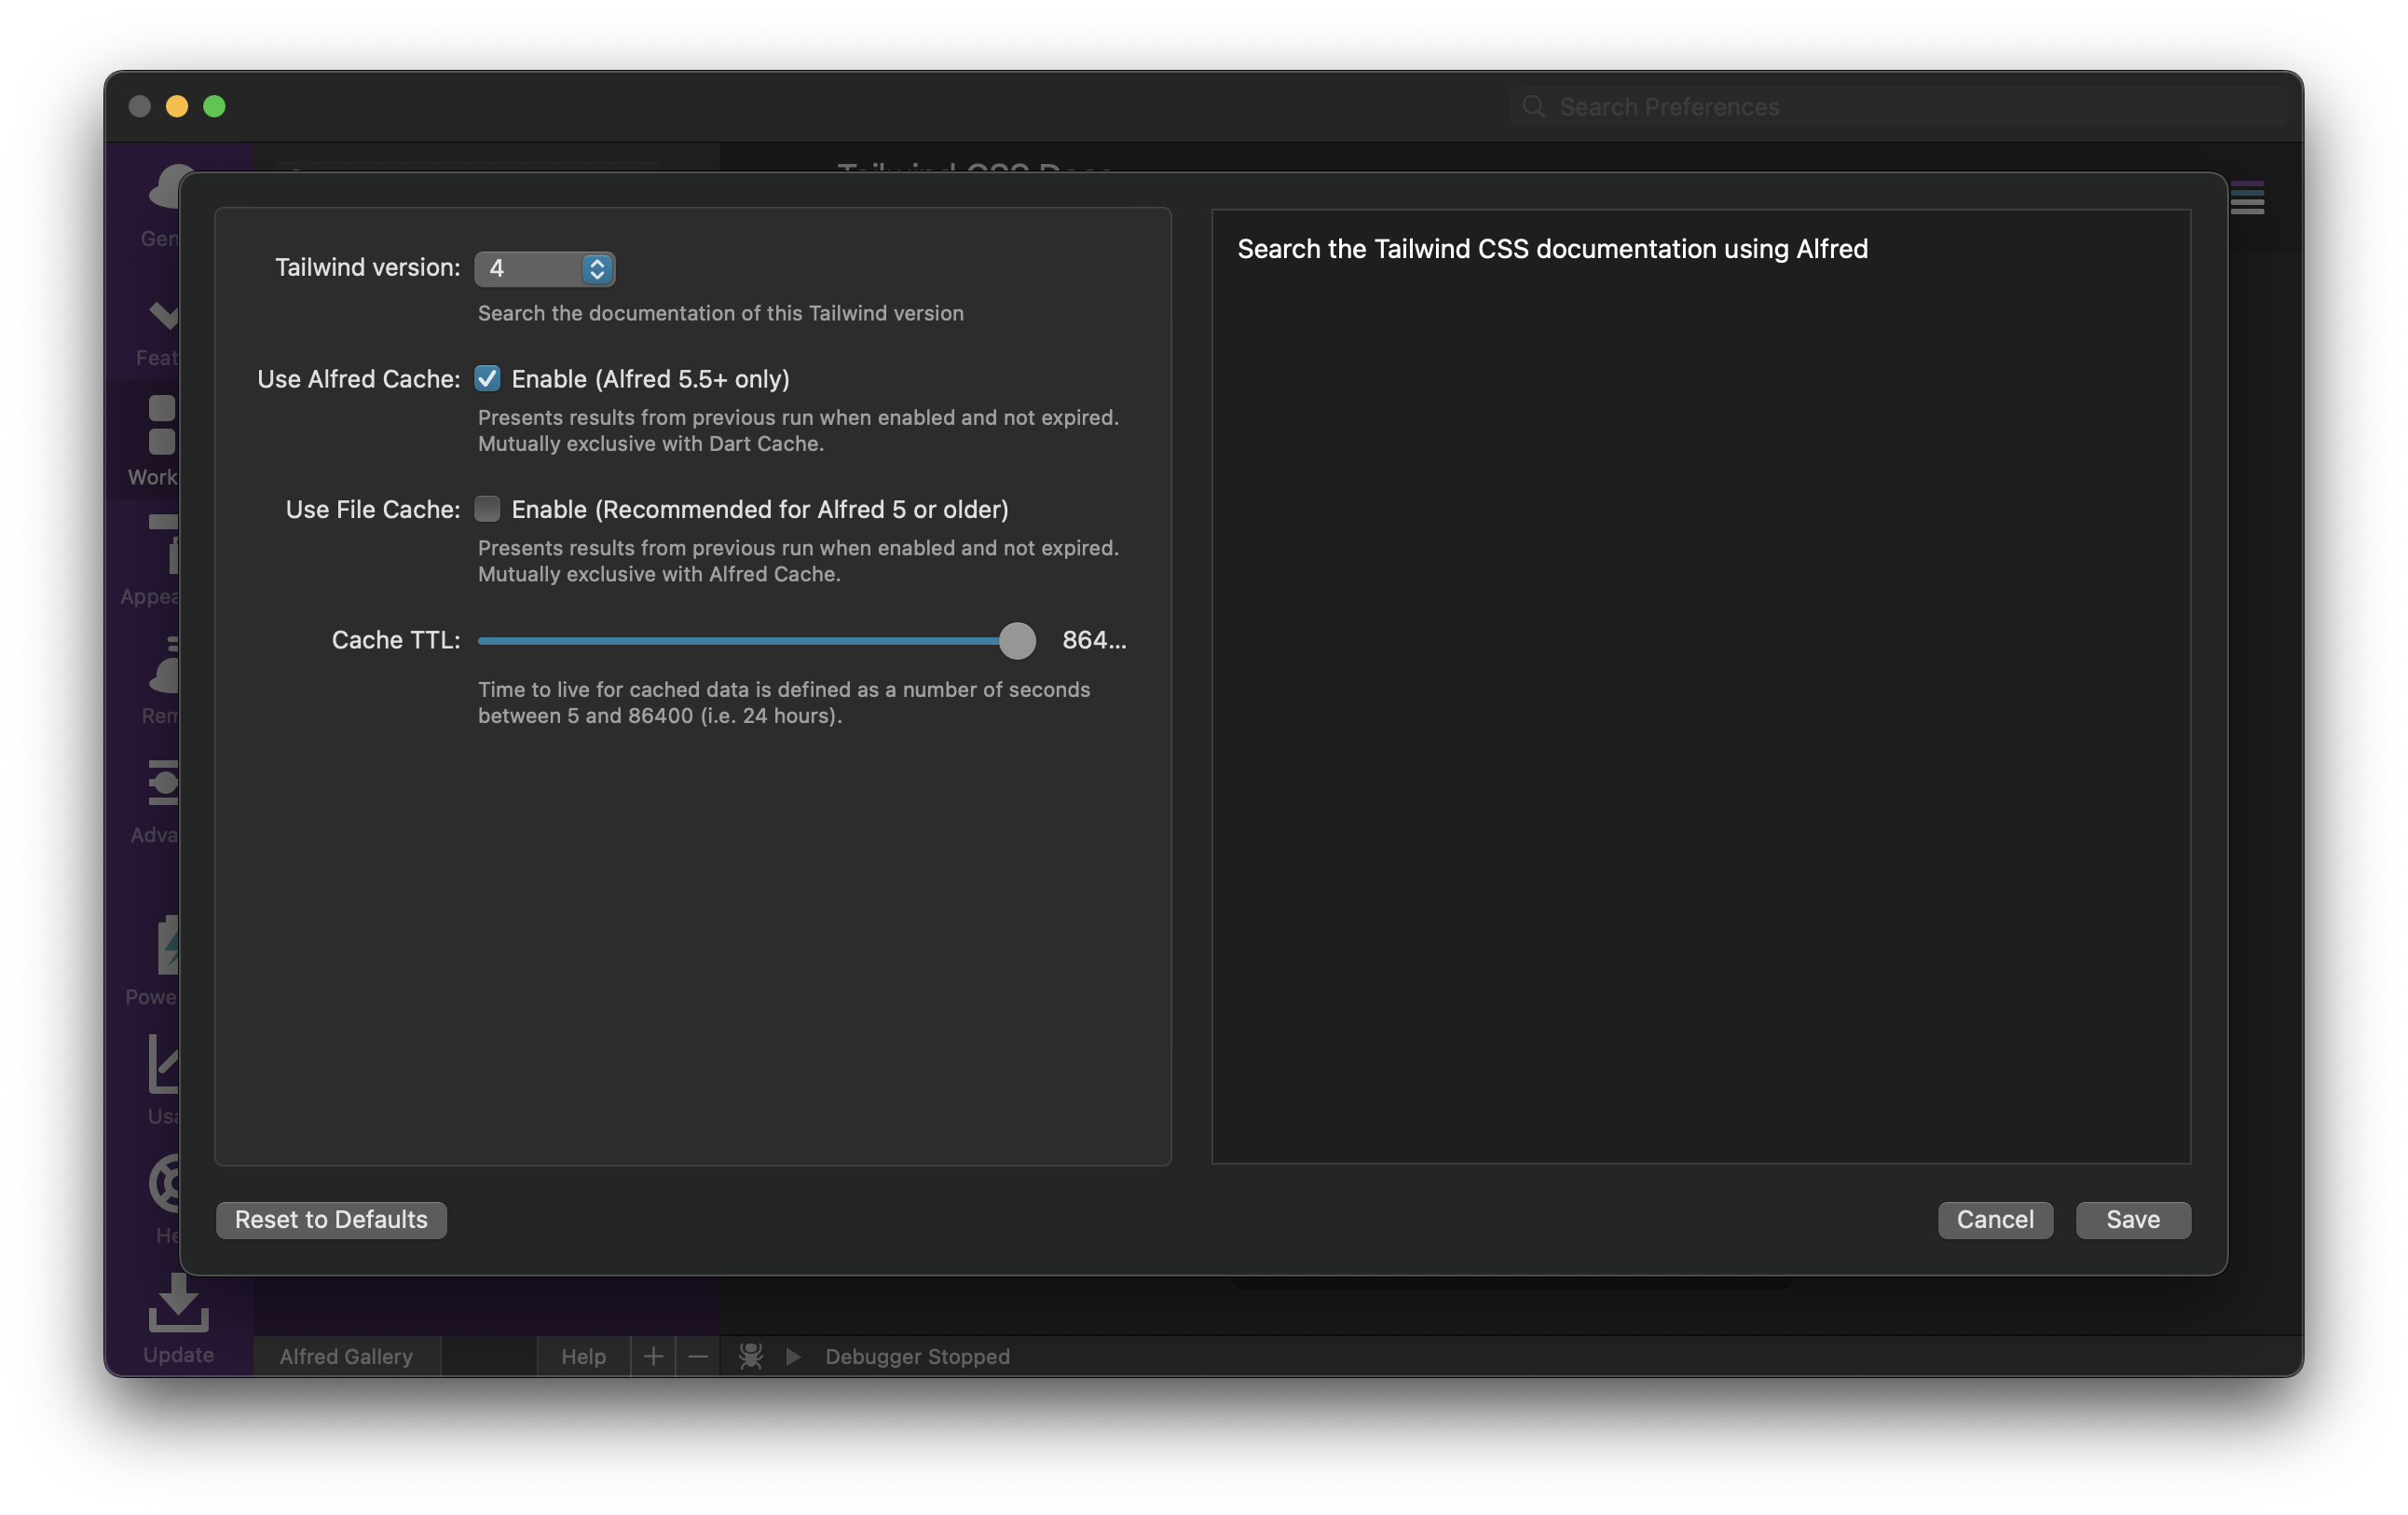 Search Preferences
Tailwind CSS Docs
Tailwind version: 4
Search the documentation of this Tailwind version
Use Alfred Cache: Enable (Alfred 5.5+ only)
Presents results from previous run when enabled and not expired.
Mutually exclusive with Dart Cache.
Use File Cache: Enable (Recommended for Alfred 5 or older)
Presents results from previous run when enabled and not expired.
Mutually exclusive with Alfred Cache.
Cache TTL: 864...
Time to live for cached data is defined as a number of seconds
between 5 and 86400 (i.e. 24 hours).
Search the Tailwind CSS documentation using Alfred
Reset to Defaults
Cancel
Save
Gen
Feat
Work
Appea
Rem
Adva
Powe
Usa
He
Update
Alfred Gallery
Help
Debugger Stopped